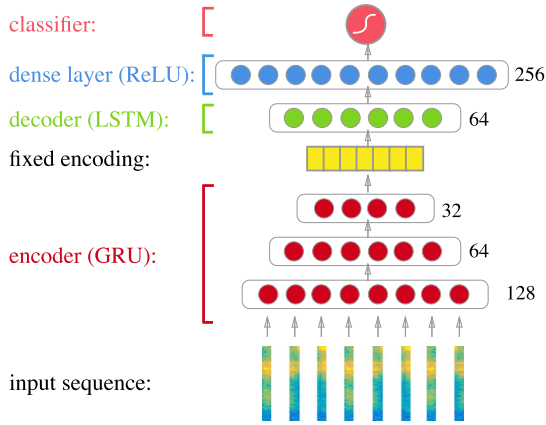 classifier:
dense layer (ReLU):
256
decoder (LSTM):
64
fixed encoding:
32
encoder (GRU):
64
128
input sequence: